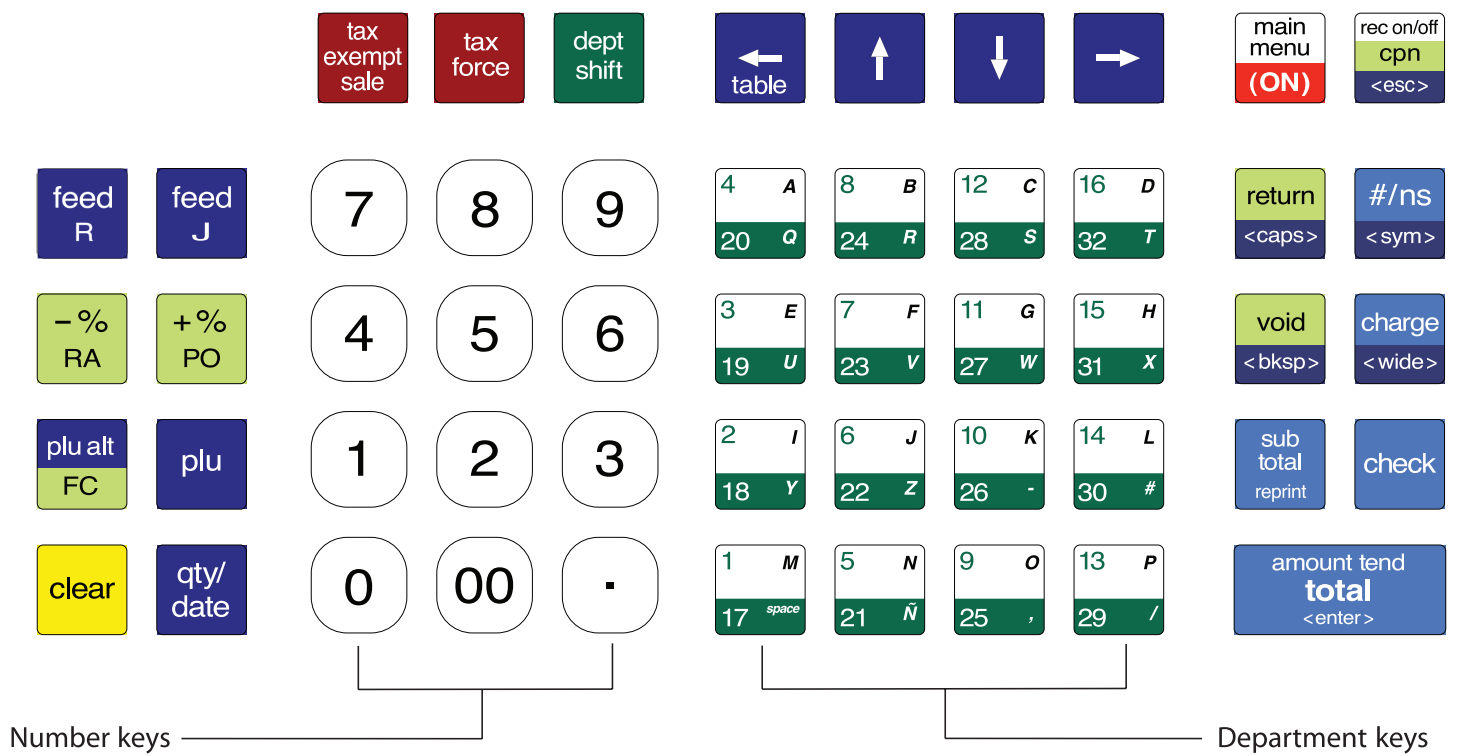 tax
exempt
sale
tax
force
dept
shift
table
main
menu
(ON)
rec on/off
cpn
<esc>
feed
R
feed
J
7
8
9
4 A
20 Q
8 B
24 R
12 C
28 S
16 D
32 T
return
<caps>
#/ns
<sym>
– %
RA
+ %
PO
4
5
6
3 E
19 U
7 F
23 V
11 G
27 W
15 H
31 X
void
<bksp>
charge
<wide>
plu alt
FC
plu
1
2
3
2 I
18 Y
6 J
22 Z
10 K
26 -
14 L
30 #
sub
total
reprint
check
clear
qty/
date
0
00
.
1 M
17 space
5 N
21 Ñ
9 O
25 ,
13 P
29 /
amount tend
total
<enter>
Number keys
Department keys